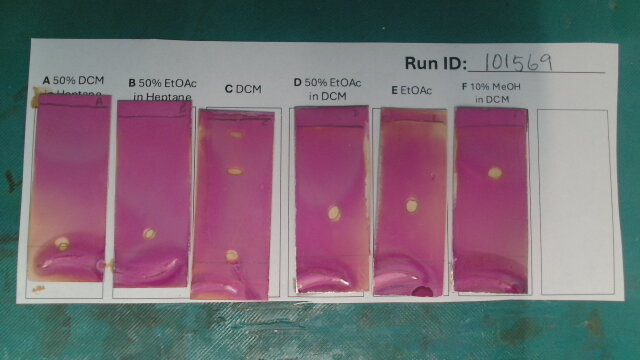 Run ID: 101569
A 50% DCM
in Heptane
B 50% EtOAc
in Heptane
C DCM
D 50% EtOAc
in DCM
E EtOAc
F 10% MeOH
in DCM